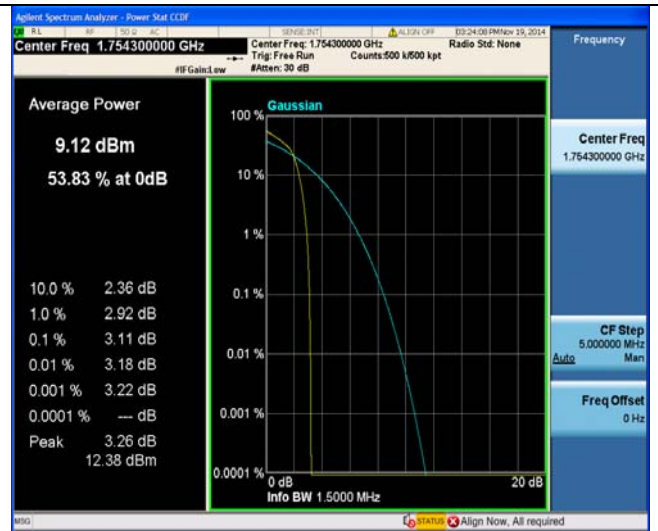 Agilent Spectrum Analyzer - Power Stat CCDF
RL RF 50 Ω AC SENSE:INT ALIGN OFF 03:24:08 PM Nov 19, 2014
Center Freq 1.754300000 GHz
Center Freq: 1.754300000 GHz Radio Std: None
Trig: Free Run Counts:500 k/500 kpt
#IFGain:Low #Atten: 30 dB
Frequency
Average Power
9.12 dBm
53.83 % at 0dB
10.0 % 2.36 dB
1.0 % 2.92 dB
0.1 % 3.11 dB
0.01 % 3.18 dB
0.001 % 3.22 dB
0.0001 % --- dB
Peak 3.26 dB
12.38 dBm
Gaussian
100 %
10 %
1 %
0.1 %
0.01 %
0.001 %
0.0001 %
0 dB 20 dB
Info BW 1.5000 MHz
Center Freq
1.754300000 GHz
CF Step
5.000000 MHz
Auto Man
Freq Offset
0 Hz
MSG STATUS Align Now, All required